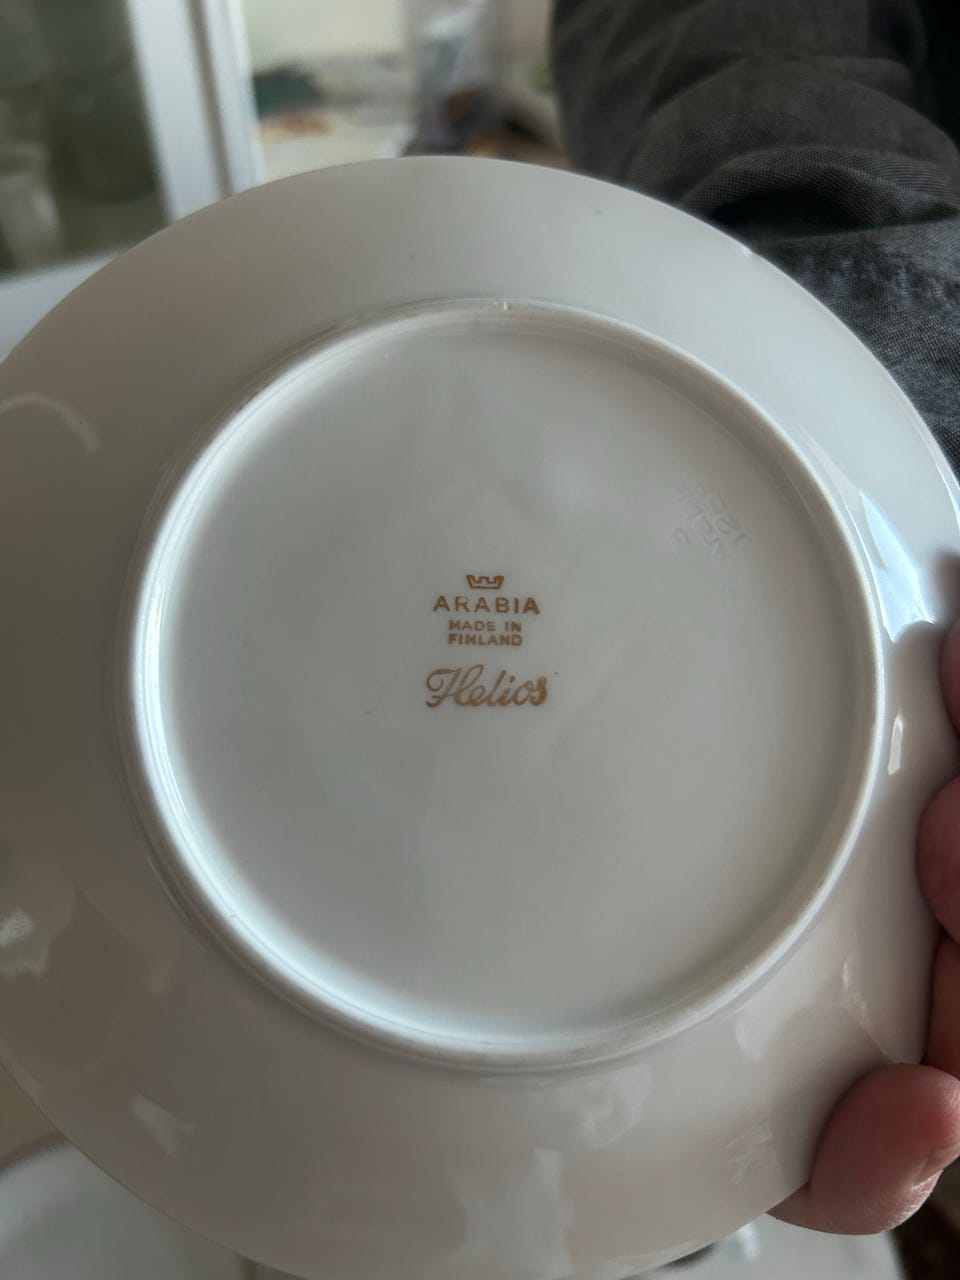 ARABIA
MADE IN
FINLAND
Helios